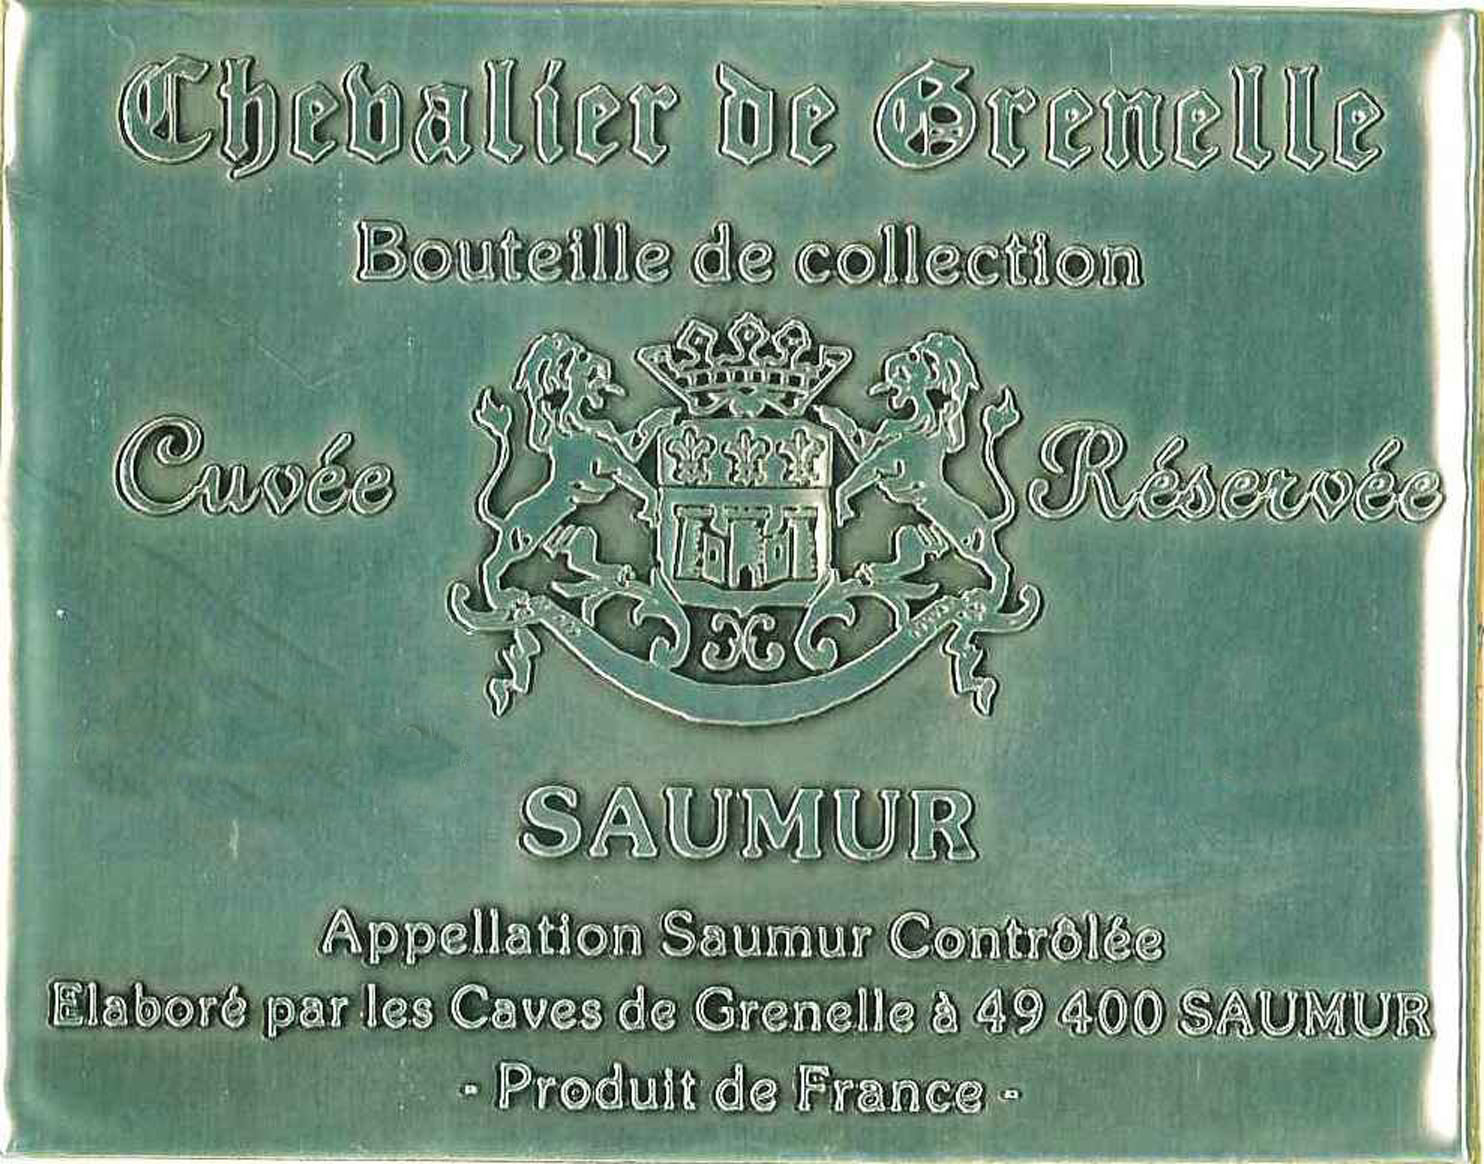 Chevalier de Grenelle
Bouteille de collection
Cuvée Réservée
SAUMUR
Appellation Saumur Contrôlée
Elaboré par les Caves de Grenelle à 49 400 SAUMUR
- Produit de France -